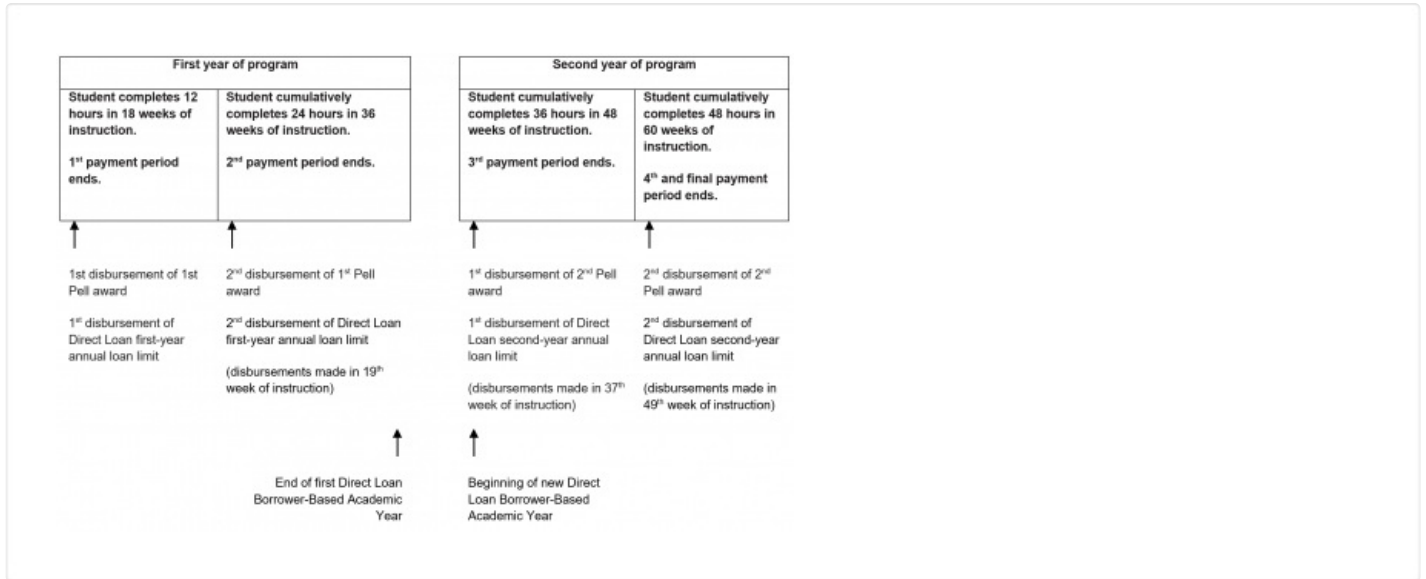 First year of program
Student completes 12
hours in 18 weeks of
instruction.
1st payment period
ends.
Student cumulatively
completes 24 hours in 36
weeks of instruction.
2nd payment period ends.
1st disbursement of 1st
Pell award
1st disbursement of
Direct Loan first-year
annual loan limit
2nd disbursement of 1st Pell
award
2nd disbursement of Direct Loan
first-year annual loan limit
(disbursements made in 19th
week of instruction)
End of first Direct Loan
Borrower-Based Academic
Year
Second year of program
Student cumulatively
completes 36 hours in 48
weeks of instruction.
3rd payment period ends.
Student cumulatively
completes 48 hours in
60 weeks of
instruction.
4th and final payment
period ends.
1st disbursement of 2nd Pell
award
1st disbursement of Direct
Loan second-year annual
loan limit
(disbursements made in 37th
week of instruction)
2nd disbursement of 2nd
Pell award
2nd disbursement of
Direct Loan second-year
annual loan limit
(disbursements made in
49th week of instruction)
Beginning of new Direct
Loan Borrower-Based
Academic Year